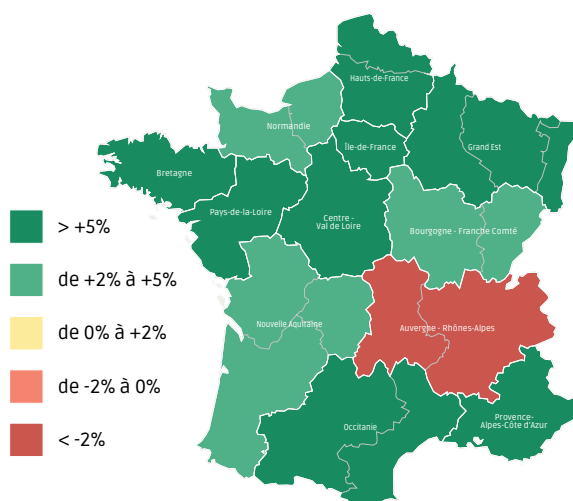 Hauts-de-France
Normandie
Île-de-France
Grand Est
Bretagne
Pays-de-la-Loire
Centre -
Val de Loire
Bourgogne - Franche Comté
> +5%
de +2% à +5%
de 0% à +2%
de -2% à 0%
< -2%
Nouvelle Aquitaine
Auvergne - Rhônes-Alpes
Occitanie
Provence-
Alpes-Côte d'Azur